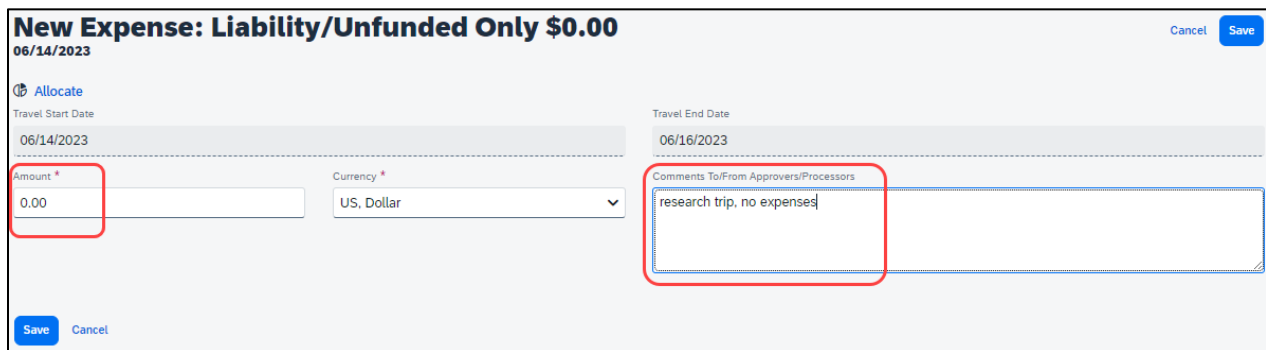 New Expense: Liability/Unfunded Only $0.00
Cancel Save
06/14/2023
Allocate
Travel Start Date
Travel End Date
06/14/2023
06/16/2023
Amount *
Currency *
Comments To/From Approvers/Processors
0.00
US, Dollar
research trip, no expenses
Save Cancel